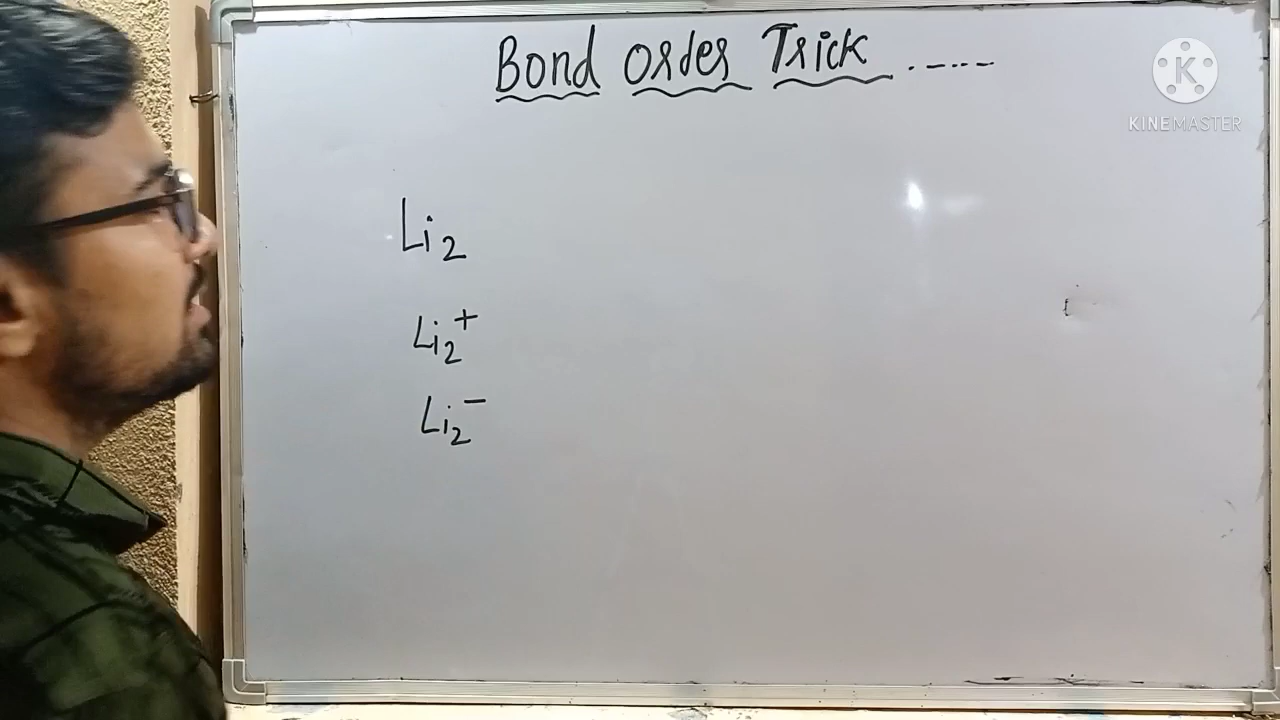 Bond Order Trick ......
K
KINEMASTER
Li₂
Li₂⁺
Li₂⁻